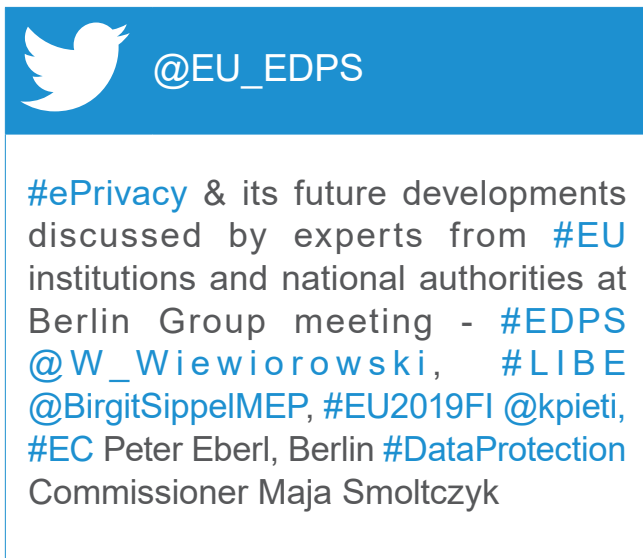 @EU_EDPS
#ePrivacy & its future developments
discussed by experts from #EU
institutions and national authorities at
Berlin Group meeting - #EDPS
@W_Wiewiorowski, #LIBE
@BirgitSippelMEP, #EU2019FI @kpieti,
#EC Peter Eberl, Berlin #DataProtection
Commissioner Maja Smoltczyk